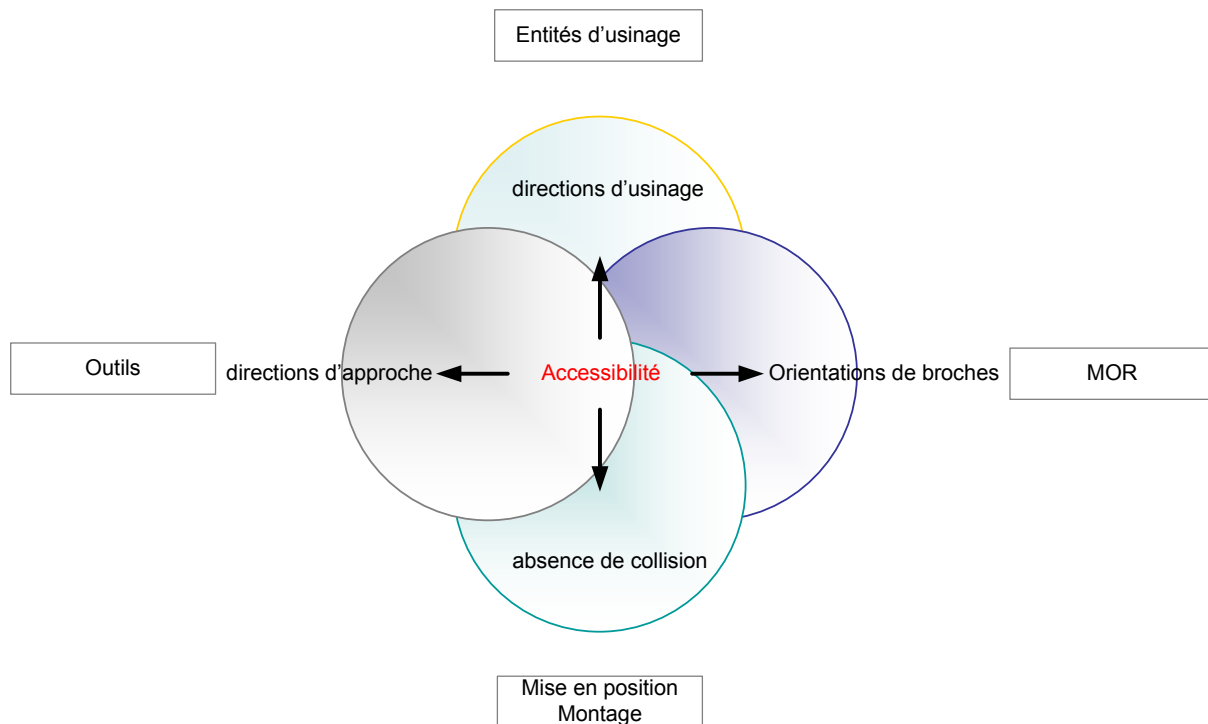 Entités d'usinage
directions d'usinage
Outils
directions d'approche
Accessibilité
Orientations de broches
MOR
absence de collision
Mise en position
Montage